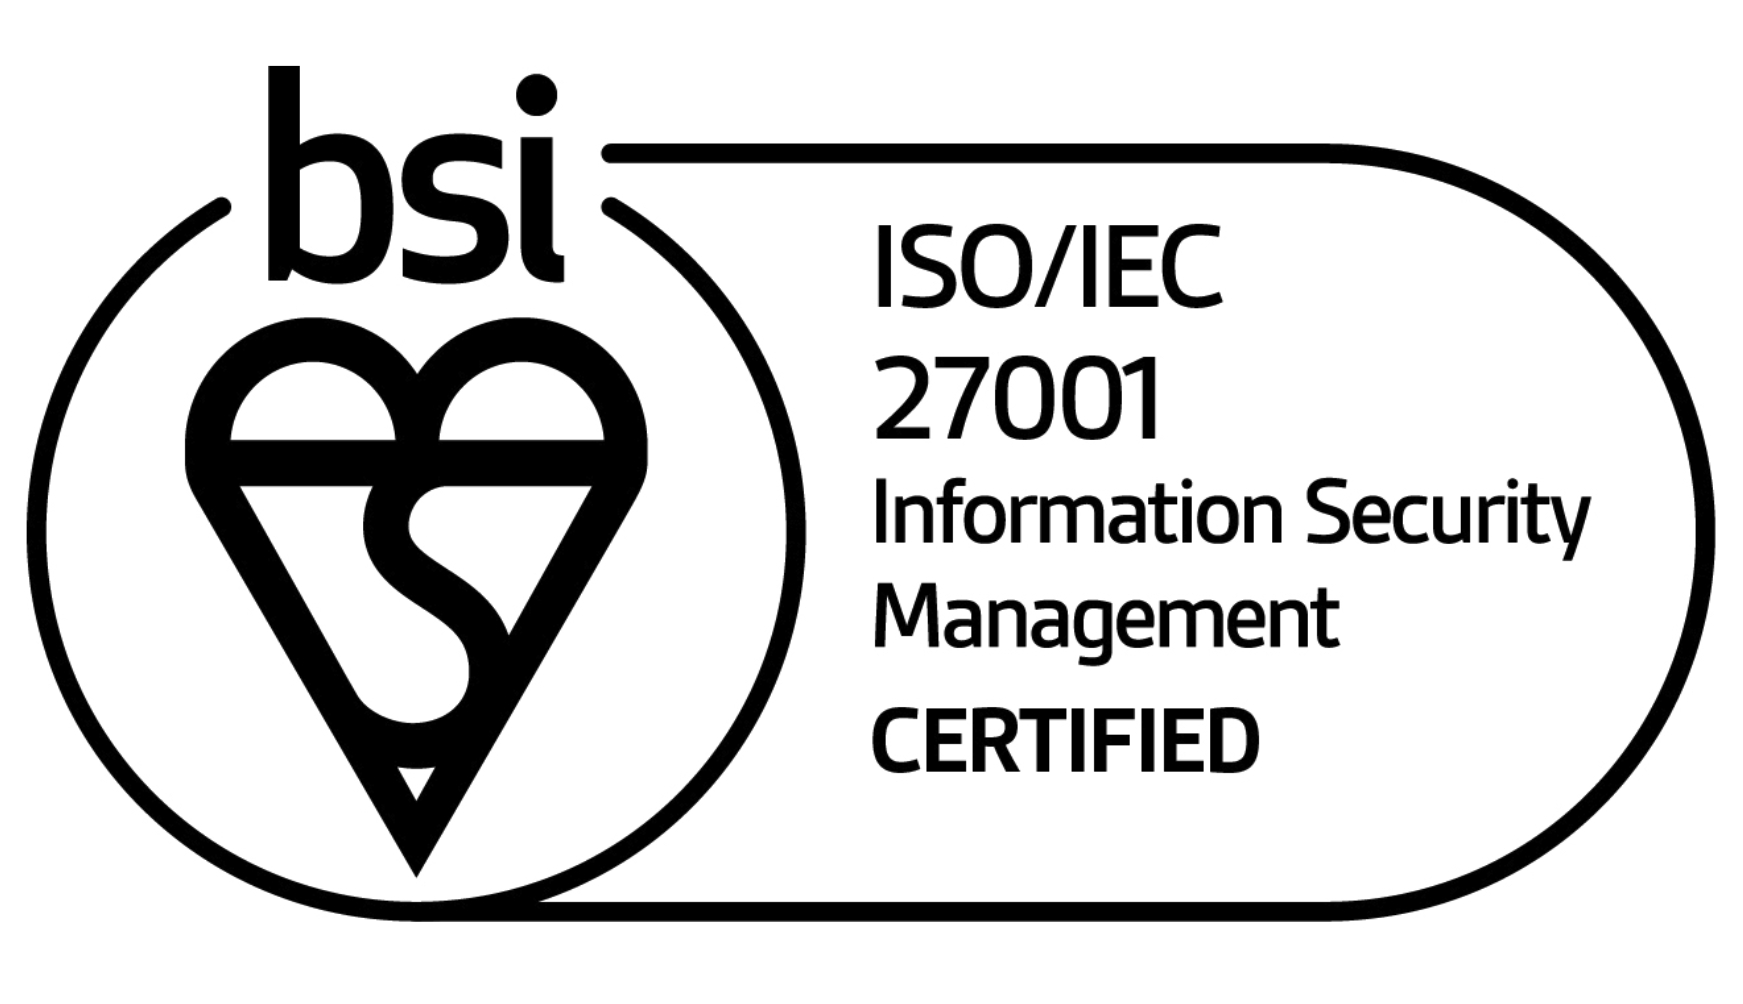 bsi
ISO/IEC
27001
Information Security
Management
CERTIFIED